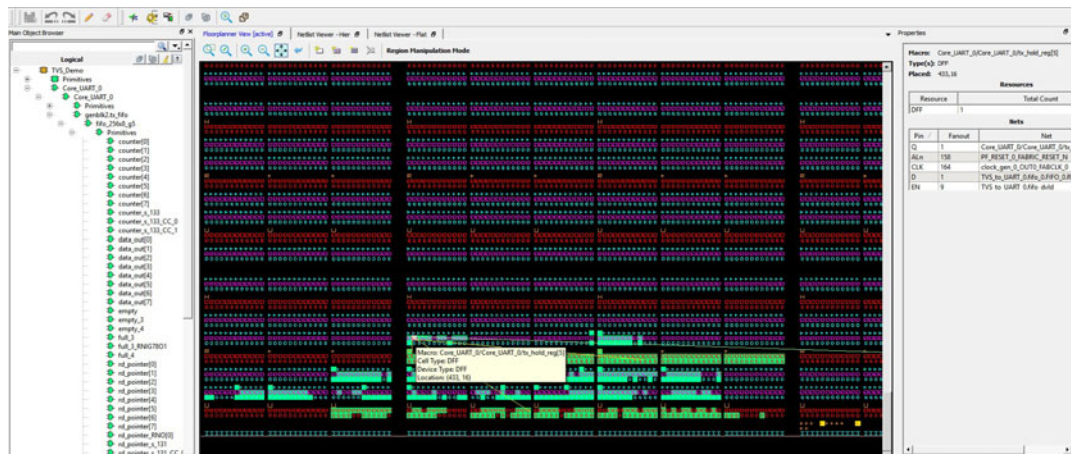 Main Object Browser
Floorplanner View [active]
Netlist Viewer - Hier
Netlist Viewer - Flat
Properties
Region Manipulation Mode
Logical
TVS_Demo
Primitives
Core_UART_0
Core_UART_0
Primitives
genblk2.tx_fifo
fifo_256x8_g5
Primitives
counter[0]
counter[1]
counter[2]
counter[3]
counter[4]
counter[5]
counter[6]
counter[7]
counter_s_133
counter_s_133_CC_0
counter_s_133_CC_1
data_out[0]
data_out[1]
data_out[2]
data_out[3]
data_out[4]
data_out[5]
data_out[6]
data_out[7]
empty
empty_3
empty_4
full_3
full_4
rd_pointer[0]
rd_pointer[1]
rd_pointer[2]
rd_pointer[3]
rd_pointer[4]
rd_pointer[5]
rd_pointer[6]
rd_pointer[7]
rd_pointer_RNO[0]
rd_pointer_s_131
Macro: Core_UART_0/Core_UART_0/tx_hold_reg[5]
Cell Type: DFF
Device Type: DFF
Location: (433, 16)
Macro: Core_UART_0/Core_UART_0/tx_hold_reg[5]
Type(s): DFF
Placed: 433,16
Resources
Resource Total Count
DFF 1
Nets
Pin Fanout Net
Q 1
ALn 158 PF_RESET_0_FABRIC_RESET_N
CLK 164 clock_gen_0_OUT0_FABCLK_0
D 1
EN 9 TVS_to_UART_0.fifo_dvld